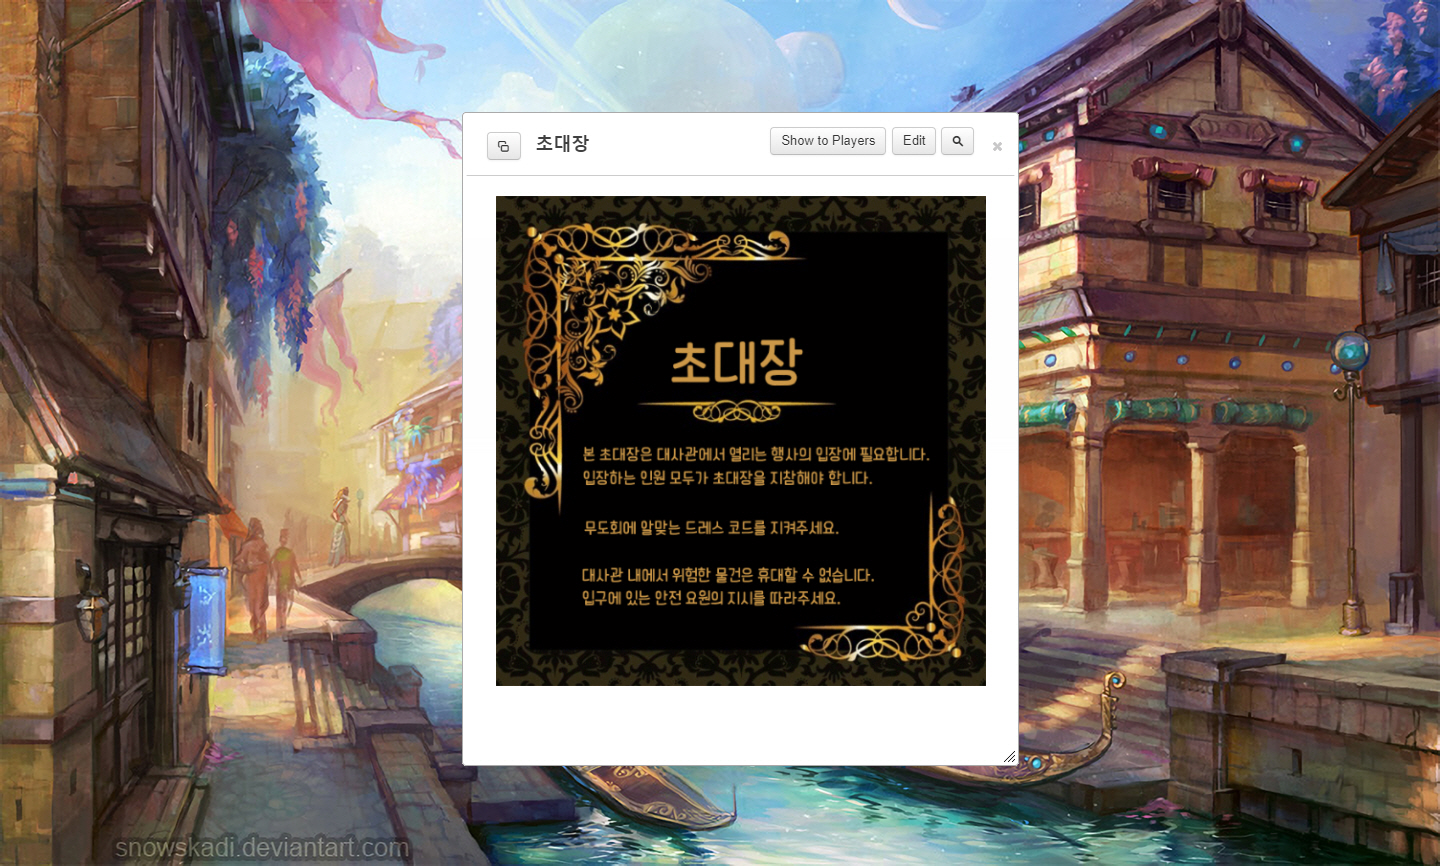 초대장
Show to Players
Edit
초대장
본 초대장은 대사관에서 열리는 행사의 입장에 필요합니다.
입장하는 인원 모두가 초대장을 지참해야 합니다.
무도회에 알맞는 드레스 코드를 지켜주세요.
대사관 내에서 위험한 물건은 휴대할 수 없습니다.
입구에 있는 안전 요원의 지시를 따라주세요.
snowskadi.deviantart.com